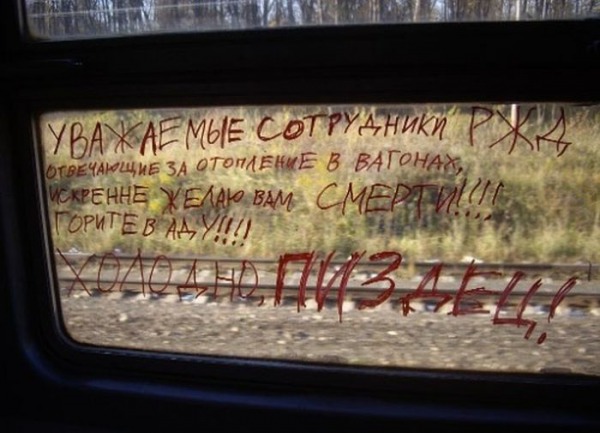 УВАЖАЕМЫЕ СОТРУДНИКИ РЖД
ОТВЕЧАЮЩИЕ ЗА ОТОПЛЕНИЕ В ВАГОНАХ,
ИСКРЕННЕ ЖЕЛАЮ ВАМ СМЕРТИ!!!!
ГОРИТЕ В АДУ!!!!
ХОЛОДНО, ПИЗДЕЦ!